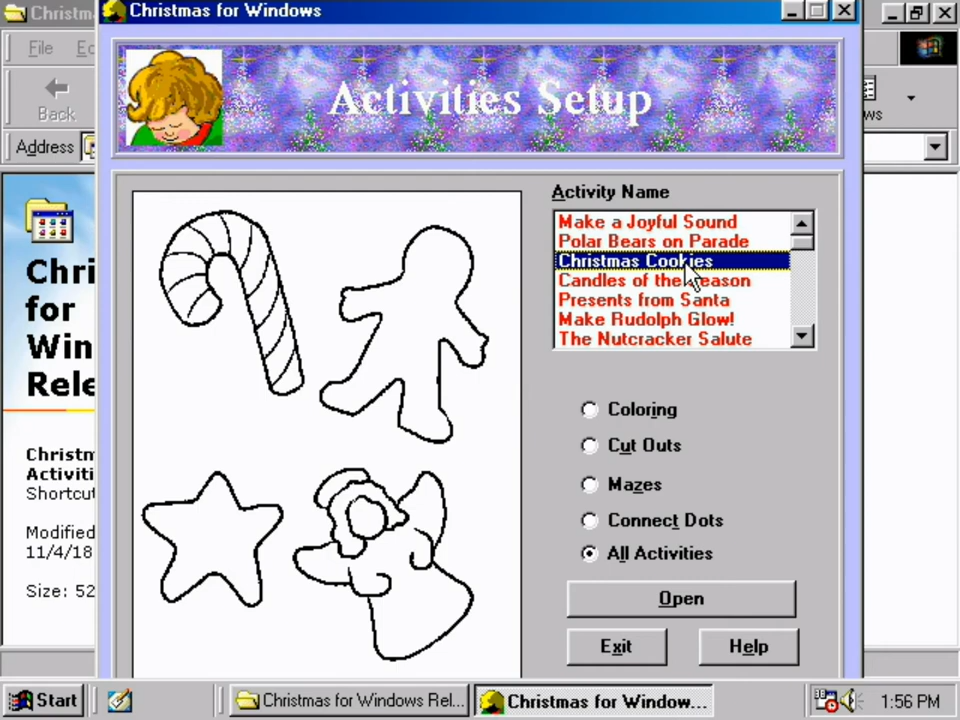 Christm
Christmas for Windows
File
Ed
Back
ws
Address
Activities Setup
Chri
for
Win
Rele
Christm
Activiti
Shortcut
Modified
11/4/18
Size: 52
Activity Name
Make a Joyful Sound
Polar Bears on Parade
Christmas Cookies
Candles of the Season
Presents from Santa
Make Rudolph Glow!
The Nutcracker Salute
Coloring
Cut Outs
Mazes
Connect Dots
All Activities
Open
Exit
Help
Start
Christmas for Windows Rel...
Christmas for Window...
1:56 PM